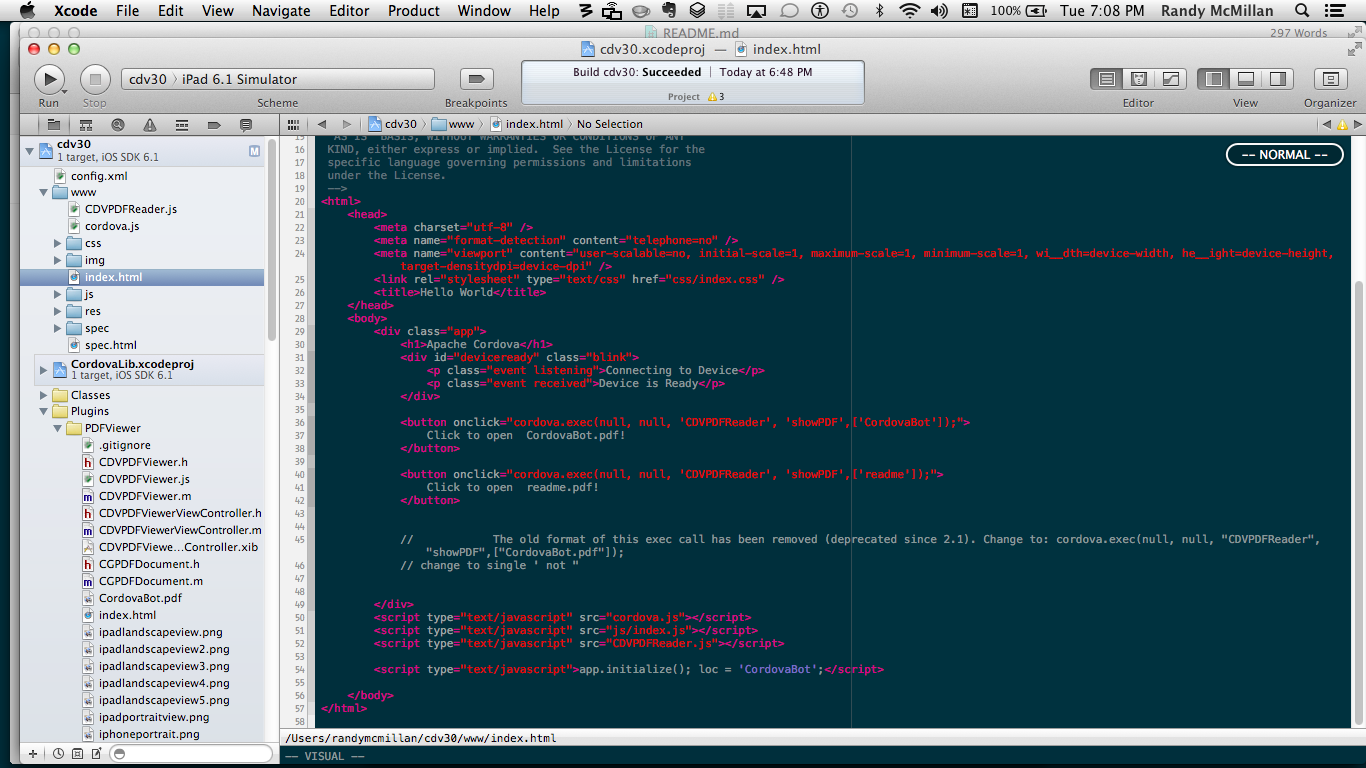 Xcode File Edit View Navigate Editor Product Window Help 100% Tue 7:08 PM Randy McMillan
README.md 297 Words
cdv30.xcodeproj — index.html
cdv30 〉 iPad 6.1 Simulator
Build cdv30: Succeeded | Today at 6:48 PM
Project 3
Run Stop Scheme Breakpoints Editor View Organizer
cdv30 〉 www 〉 index.html 〉 No Selection
-- NORMAL --
cdv30
1 target, iOS SDK 6.1
M
config.xml
www
CDVPDFReader.js
cordova.js
css
img
index.html
js
res
spec
spec.html
CordovaLib.xcodeproj
1 target, iOS SDK 6.1
Classes
Plugins
PDFViewer
.gitignore
CDVPDFViewer.h
CDVPDFViewer.js
CDVPDFViewer.m
CDVPDFViewerViewController.h
CDVPDFViewerViewController.m
CDVPDFViewe...Controller.xib
CGPDFDocument.h
CGPDFDocument.m
CordovaBot.pdf
index.html
ipadlandscapeview.png
ipadlandscapeview2.png
ipadlandscapeview3.png
ipadlandscapeview4.png
ipadlandscapeview5.png
ipadportraitview.png
iphoneportrait.png
15 "AS IS" BASIS, WITHOUT WARRANTIES OR CONDITIONS OF ANY
16 KIND, either express or implied.  See the License for the
17 specific language governing permissions and limitations
18 under the License.
19 -->
20 <html>
21 <head>
22 <meta charset="utf-8" />
23 <meta name="format-detection" content="telephone=no" />
24 <meta name="viewport" content="user-scalable=no, initial-scale=1, maximum-scale=1, minimum-scale=1, wi__dth=device-width, he__ight=device-height,
target-densitydpi=device-dpi" />
25 <link rel="stylesheet" type="text/css" href="css/index.css" />
26 <title>Hello World</title>
27 </head>
28 <body>
29 <div class="app">
30 <h1>Apache Cordova</h1>
31 <div id="deviceready" class="blink">
32 <p class="event listening">Connecting to Device</p>
33 <p class="event received">Device is Ready</p>
34 </div>
35
36 <button onclick="cordova.exec(null, null, 'CDVPDFReader', 'showPDF',['CordovaBot']);">
37 Click to open  CordovaBot.pdf!
38 </button>
39
40 <button onclick="cordova.exec(null, null, 'CDVPDFReader', 'showPDF',['readme']);">
41 Click to open  readme.pdf!
42 </button>
43
44
45 // The old format of this exec call has been removed (deprecated since 2.1). Change to: cordova.exec(null, null, "CDVPDFReader",
"showPDF",["CordovaBot.pdf"]);
46 // change to single ' not "
47
48
49 </div>
50 <script type="text/javascript" src="cordova.js"></script>
51 <script type="text/javascript" src="js/index.js"></script>
52 <script type="text/javascript" src="CDVPDFReader.js"></script>
53
54 <script type="text/javascript">app.initialize(); loc = 'CordovaBot';</script>
55
56 </body>
57 </html>
58
/Users/randymcmillan/cdv30/www/index.html
-- VISUAL --